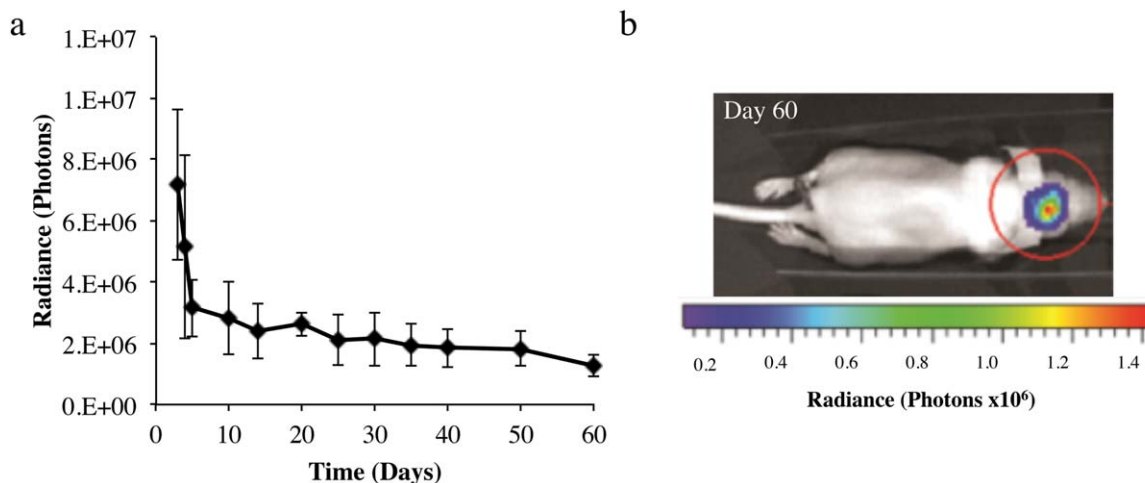 a
1.E+07
1.E+07
8.E+06
6.E+06
4.E+06
2.E+06
0.E+00
Radiance (Photons)
0 10 20 30 40 50 60
Time (Days)
b
Day 60
0.2 0.4 0.6 0.8 1.0 1.2 1.4
Radiance (Photons x10⁶)